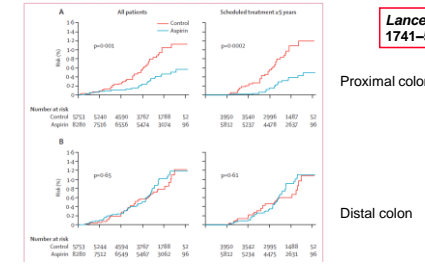 A
All patients
Scheduled treatment ≥5 years
Control
Aspirin
Risk (%)
1·6
1·4
1·2
1·0
0·8
0·6
0·4
0·2
0
p=0·001
p=0·0002
Number at risk
Control 5753 5240 4590 3767 1788 52 3950 3540 2996 1487 52
Aspirin 8280 7516 6556 5474 3074 96 5812 5237 4478 2637 96
B
Risk (%)
1·6
1·4
1·2
1·0
0·8
0·6
0·4
0·2
0
p=0·65
p=0·61
Number at risk
Control 5753 5244 4594 3767 1788 52 3950 3542 2995 1488 52
Aspirin 8280 7512 6549 5467 3062 96 5812 5234 4475 2631 96
Lance
1741–
Proximal colo
Distal colon